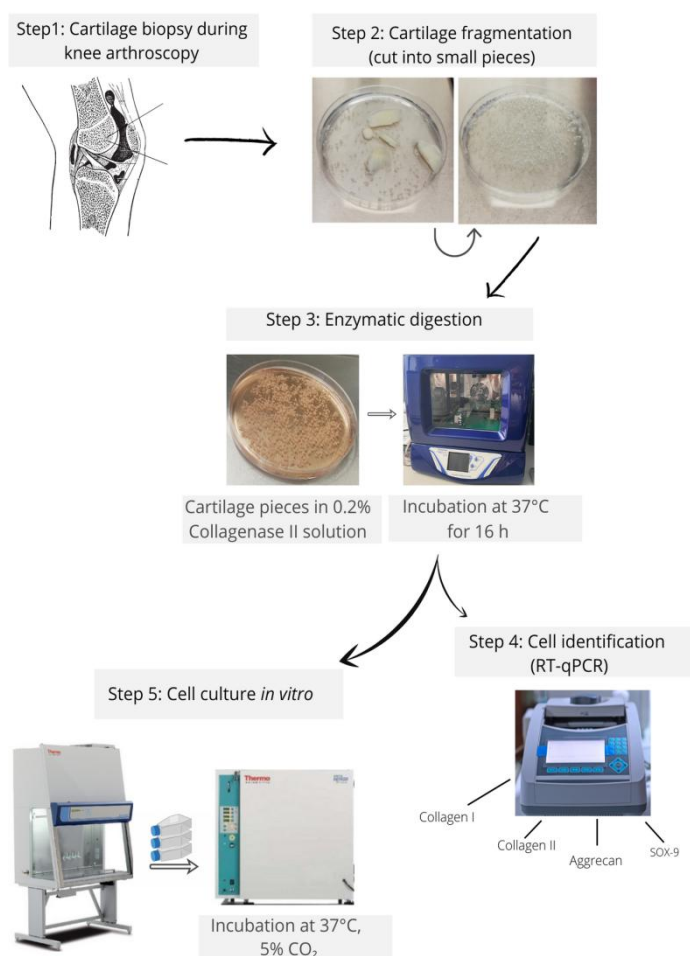 Step1: Cartilage biopsy during
knee arthroscopy
Step 2: Cartilage fragmentation
(cut into small pieces)
Step 3: Enzymatic digestion
Cartilage pieces in 0.2%
Collagenase II solution
Incubation at 37°C
for 16 h
Step 4: Cell identification
(RT-qPCR)
Step 5: Cell culture in vitro
Collagen I
Collagen II
Aggrecan
SOX-9
Thermo
Thermo
Incubation at 37°C,
5% CO₂